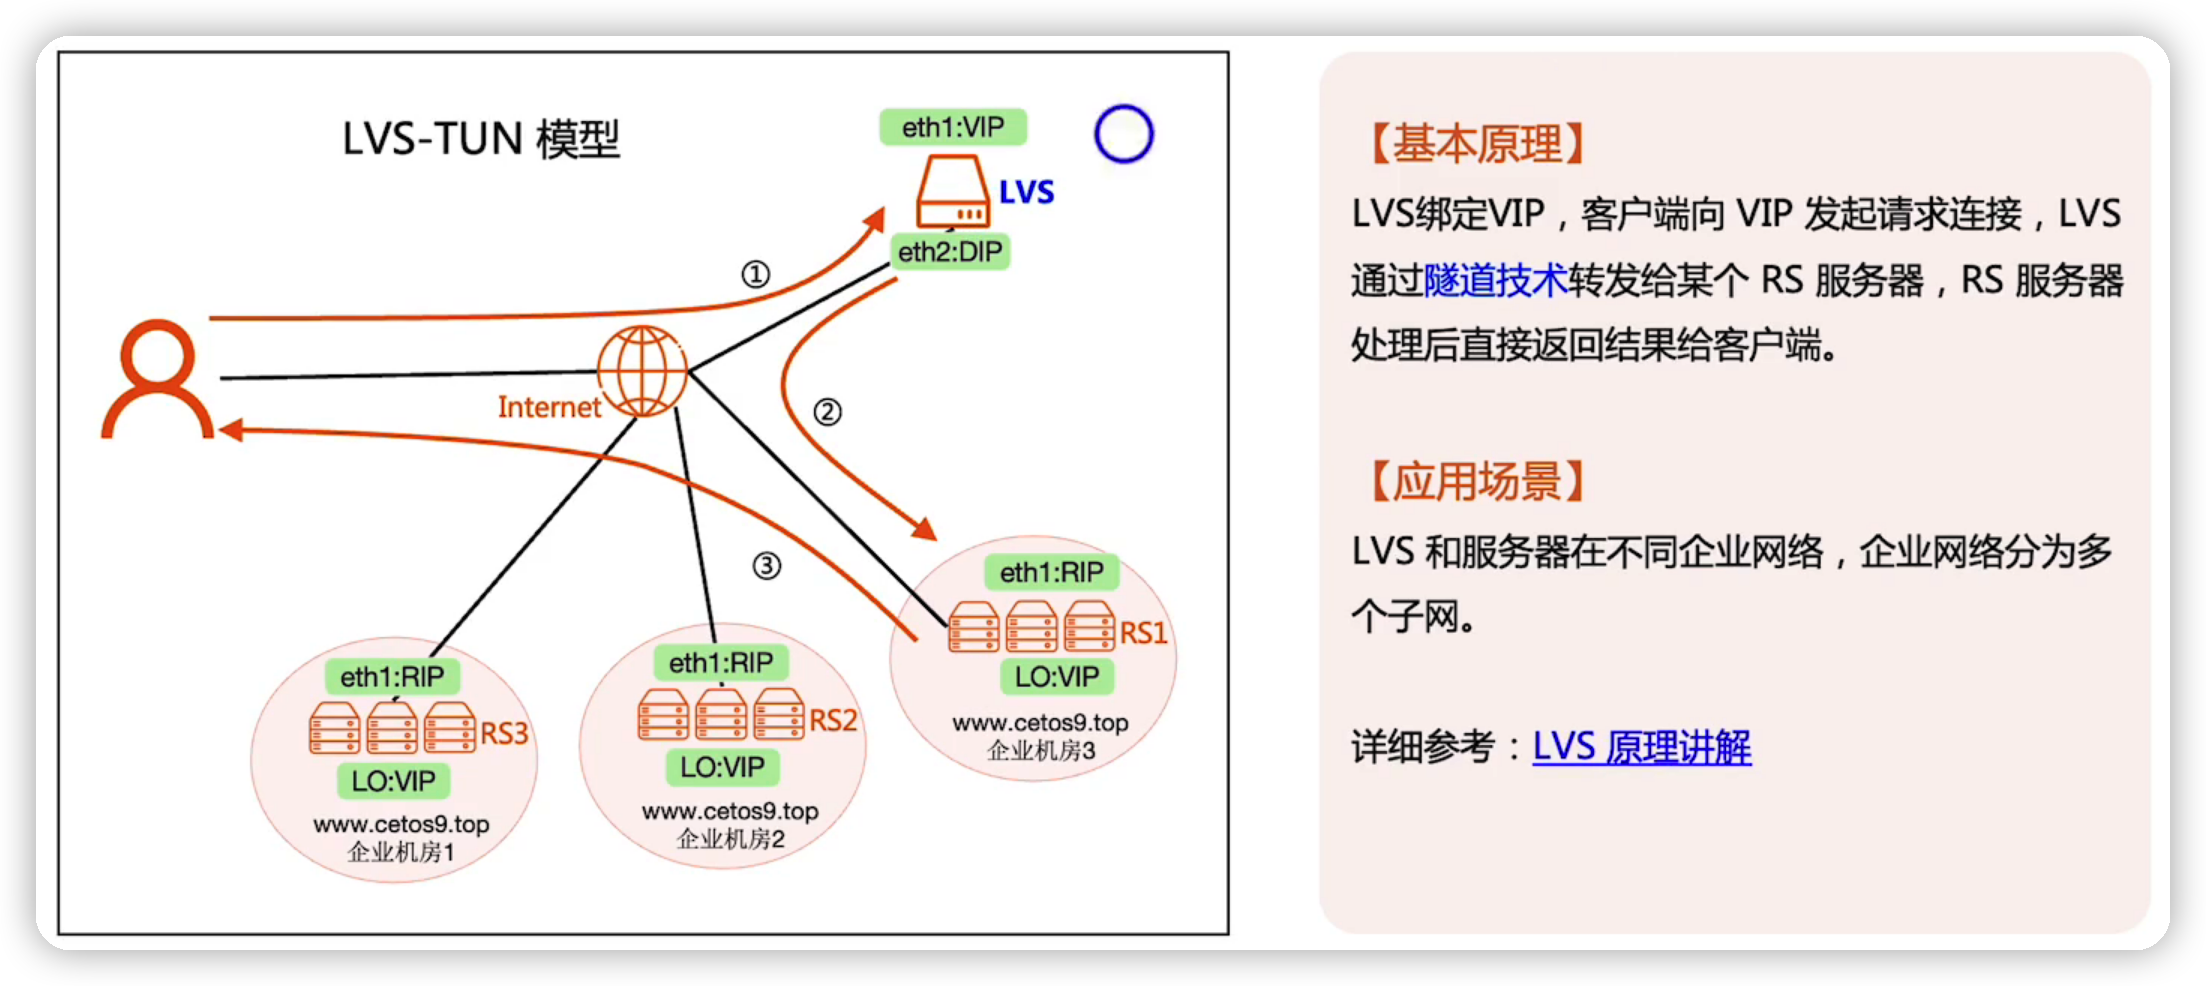 LVS-TUN 模型
eth1:VIP
LVS
eth2:DIP
①
Internet
②
③
eth1:RIP
RS1
LO:VIP
www.cetos9.top
企业机房3
eth1:RIP
RS2
LO:VIP
www.cetos9.top
企业机房2
eth1:RIP
RS3
LO:VIP
www.cetos9.top
企业机房1
【基本原理】
LVS绑定VIP，客户端向 VIP 发起请求连接，LVS
通过隧道技术转发给某个 RS 服务器，RS 服务器
处理后直接返回结果给客户端。
【应用场景】
LVS 和服务器在不同企业网络，企业网络分为多
个子网。
详细参考：LVS 原理讲解